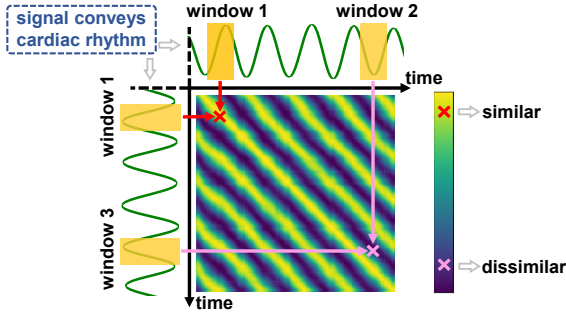 signal conveys
cardiac rhythm
window 1
window 2
time
window 1
window 3
time
similar
dissimilar